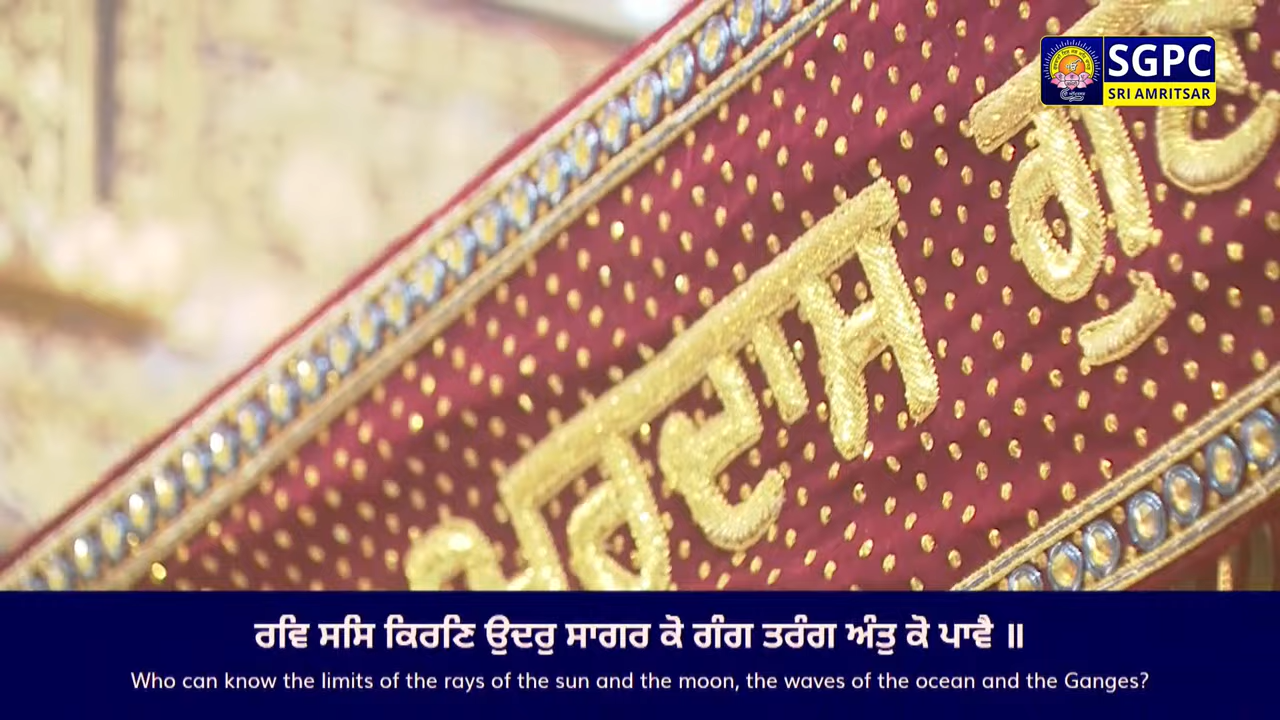 SGPC
SRI AMRITSAR
ਅਰਦਾਸ
ਰਵਿ ਸਸਿ ਕਿਰਣਿ ਉਦਰੁ ਸਾਗਰ ਕੋ ਗੰਗ ਤਰੰਗ ਅੰਤੁ ਕੋ ਪਾਵੈ ॥
Who can know the limits of the rays of the sun and the moon, the waves of the ocean and the Ganges?